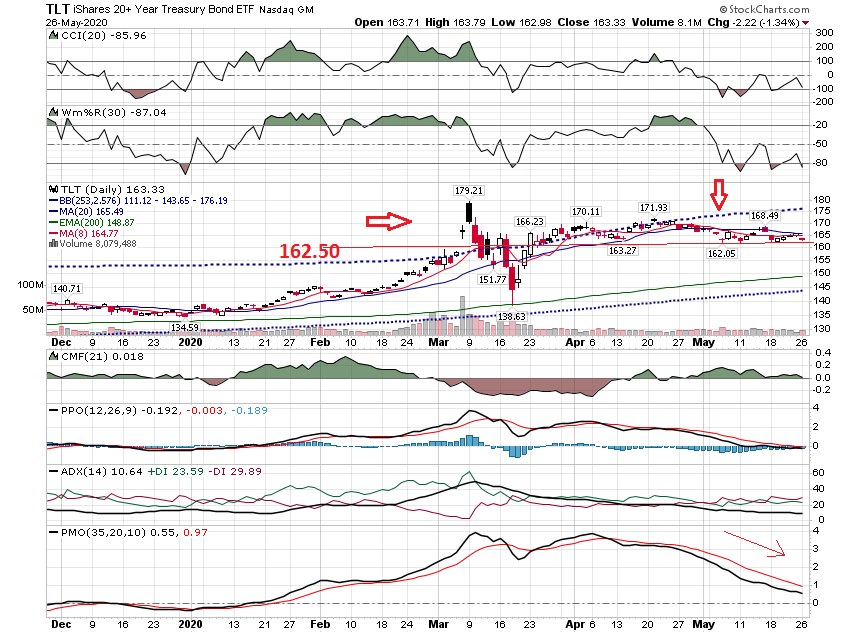 TLT iShares 20+ Year Treasury Bond ETF Nasdaq GM © StockCharts.com
26-May-2020 Open 163.71 High 163.79 Low 162.98 Close 163.33 Volume 8.1M Chg -2.22 (-1.34%)
CCI(20) -85.96
300
200
100
0
-100
-200
Wm%R(30) -87.04
-20
-50
-80
TLT (Daily) 163.33
BB(253,2.576) 111.12 - 143.65 - 176.19
MA(20) 165.49
EMA(200) 148.87
MA(8) 164.77
Volume 8,079,488
162.50
140.71
134.59
179.21
151.77
138.63
166.23
170.11
163.27
171.93
162.05
168.49
180
175
170
165
160
155
150
145
140
135
130
100M
50M
Dec 9 16 23 2020 6 13 21 27 Feb 10 18 24 Mar 9 16 23 Apr 6 13 20 27 May 11 18 26
CMF(21) 0.018
0.4
0.2
0.0
-0.2
PPO(12,26,9) -0.192, -0.003, -0.189
4
2
0
ADX(14) 10.64 +DI 23.59 -DI 29.89
60
40
20
0
PMO(35,20,10) 0.55, 0.97
4
3
2
1
0
Dec 9 16 23 2020 6 13 21 27 Feb 10 18 24 Mar 9 16 23 Apr 6 13 20 27 May 11 18 26